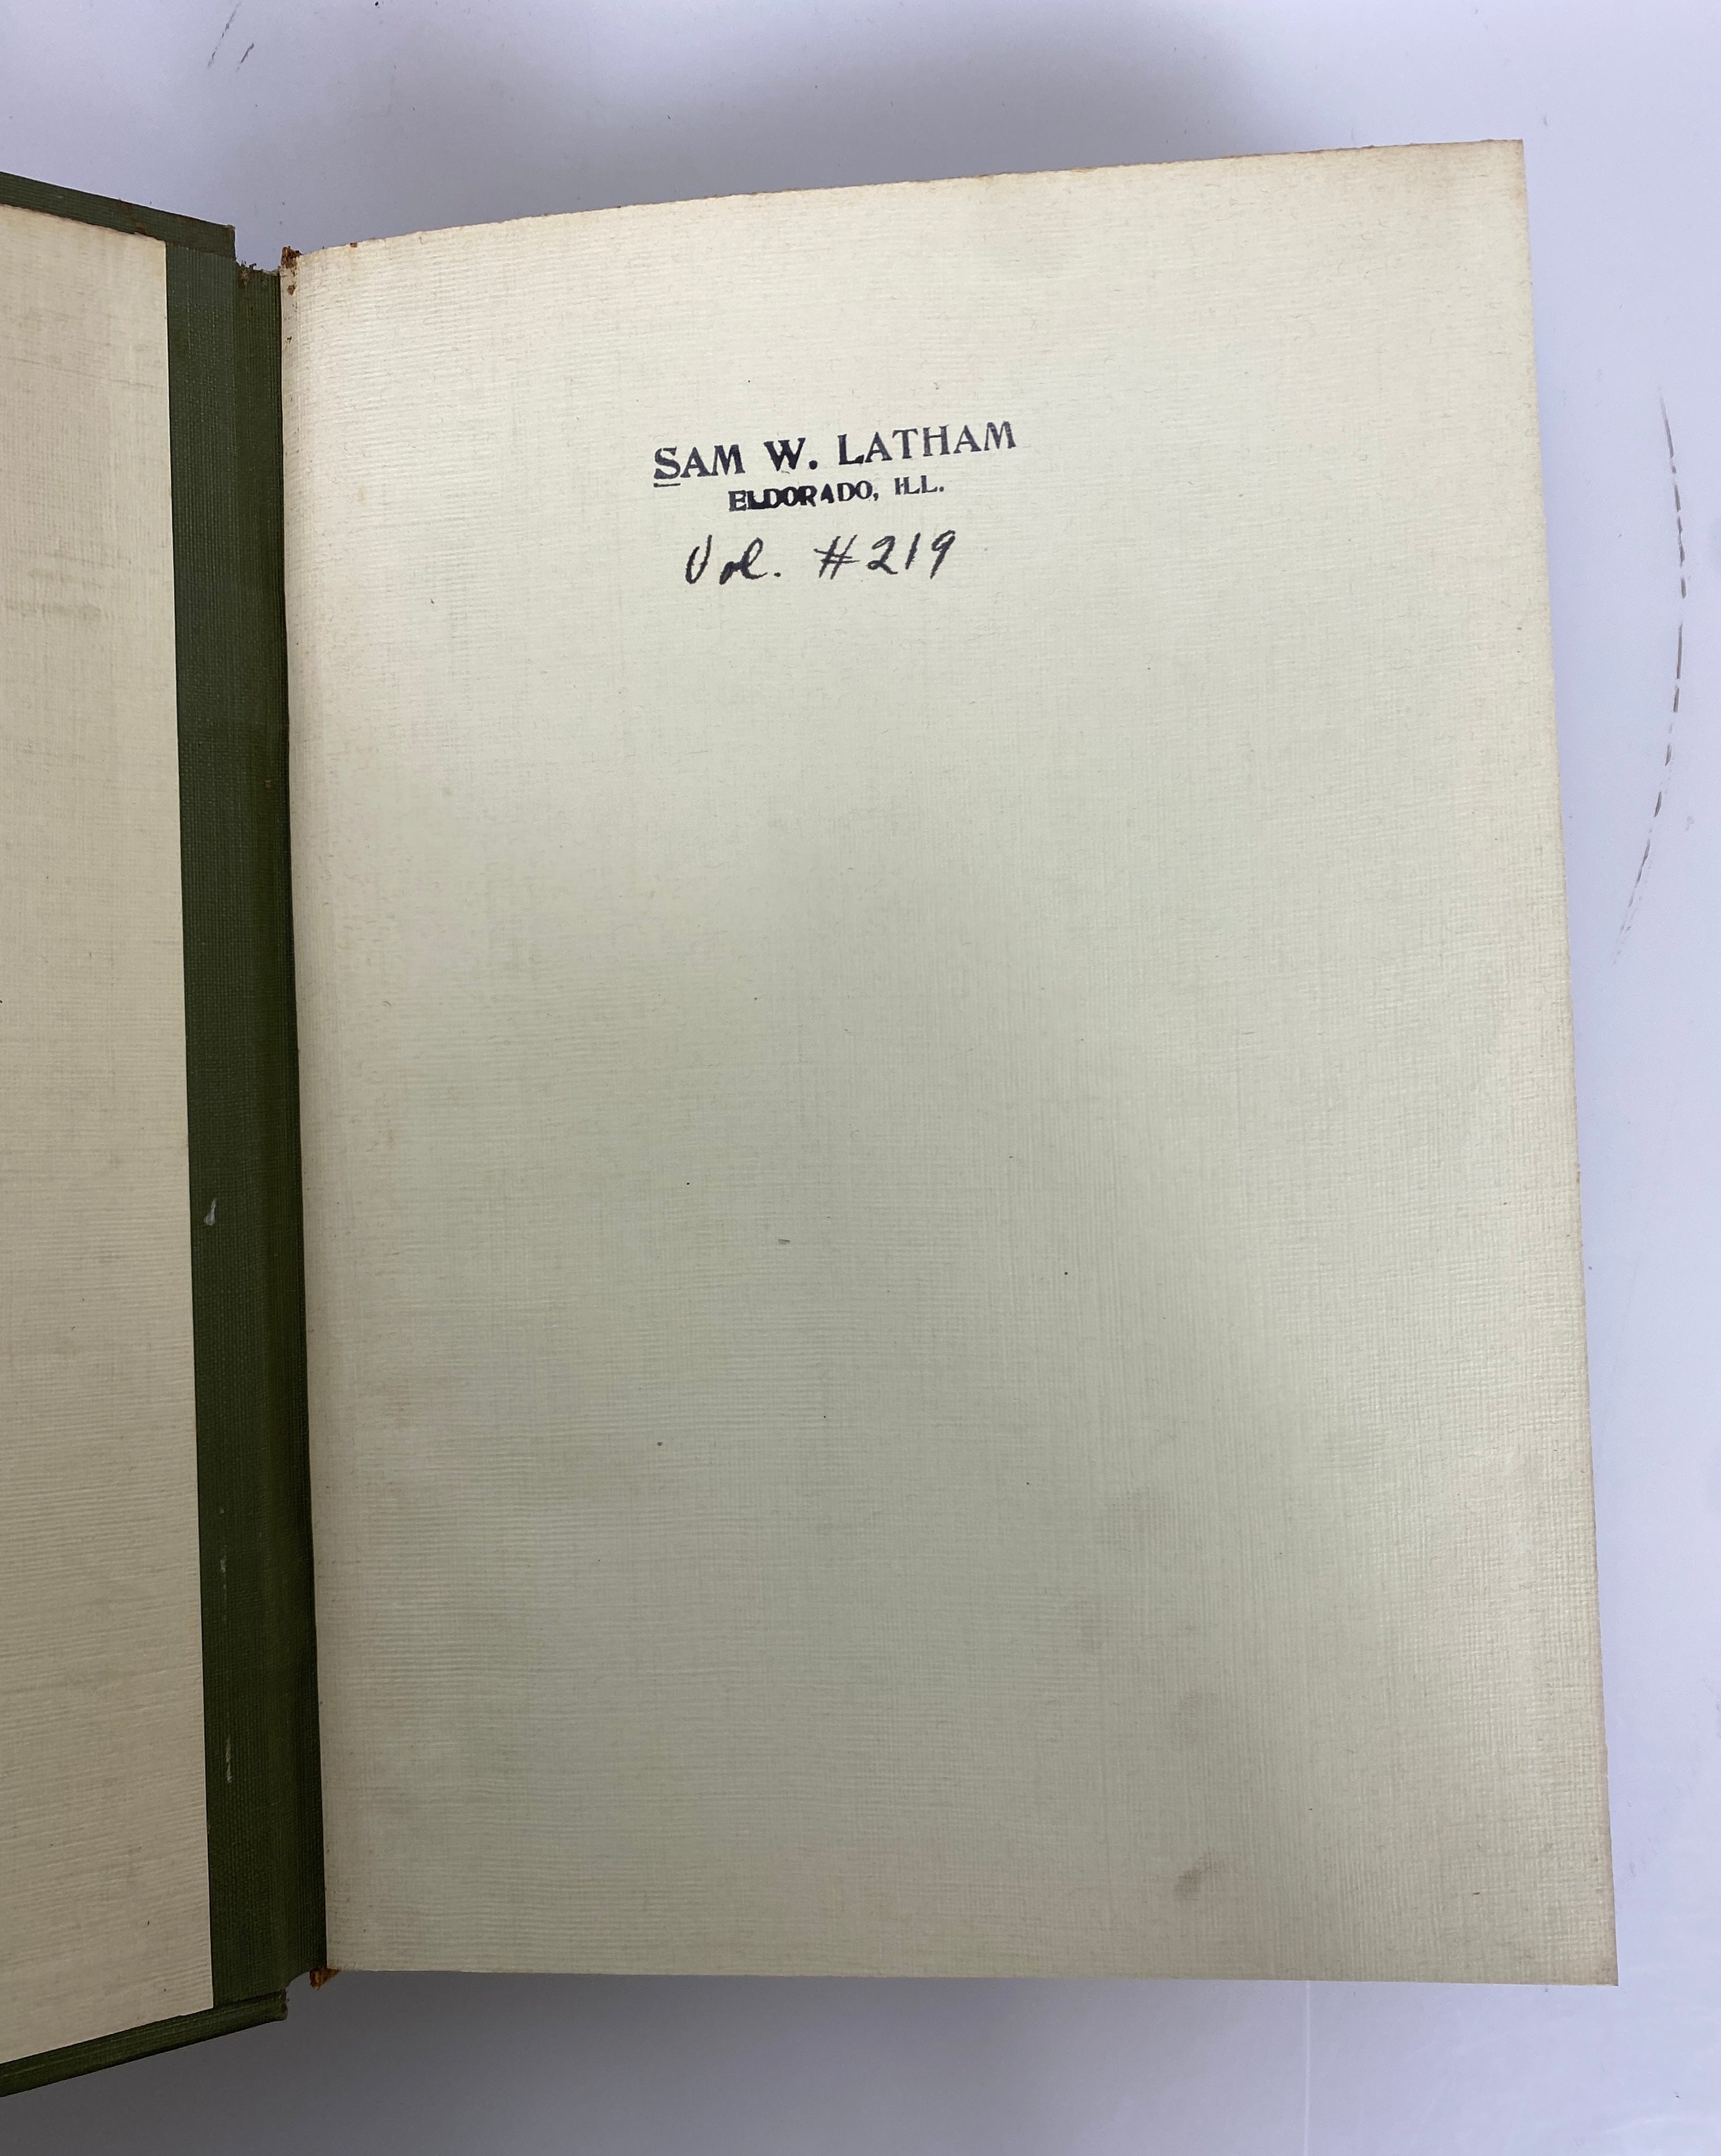 SAM W. LATHAM
ELDORADO, ILL.
Vol. #219